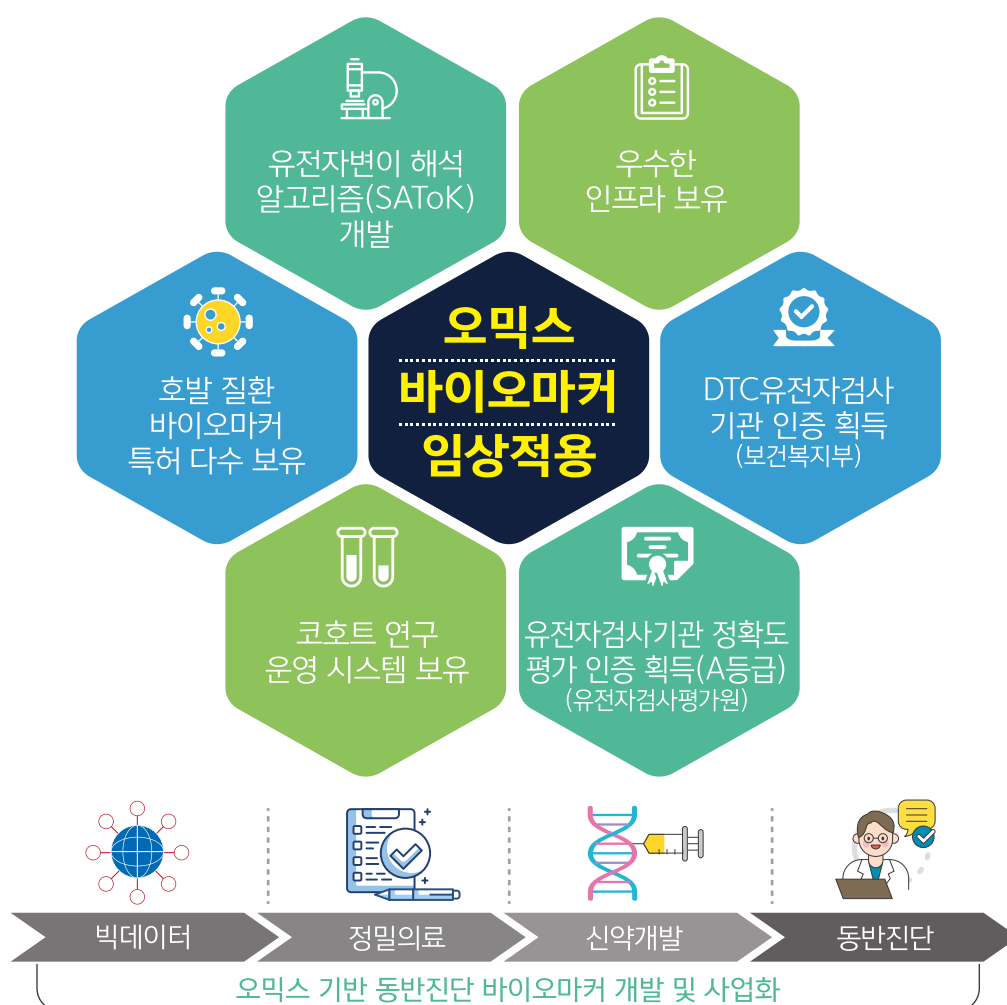 유전자변이 해석
알고리즘(SAToK)
개발
우수한
인프라 보유
호발 질환
바이오마커
특허 다수 보유
오믹스
바이오마커
임상적용
DTC유전자검사
기관 인증 획득
(보건복지부)
코호트 연구
운영 시스템 보유
유전자검사기관 정확도
평가 인증 획득(A등급)
(유전자검사평가원)
빅데이터
정밀의료
신약개발
동반진단
오믹스 기반 동반진단 바이오마커 개발 및 사업화